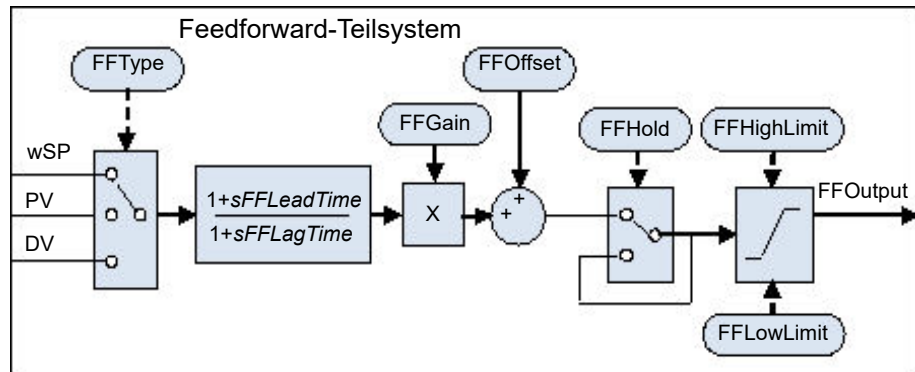 Feedforward-Teilsystem
FFType
FFOffset
FFGain
FFHold
FFHighLimit
wSP
PV
DV
1+sFFLeadTime
1+sFFLagTime
X
+
+
FFOutput
FFLowLimit